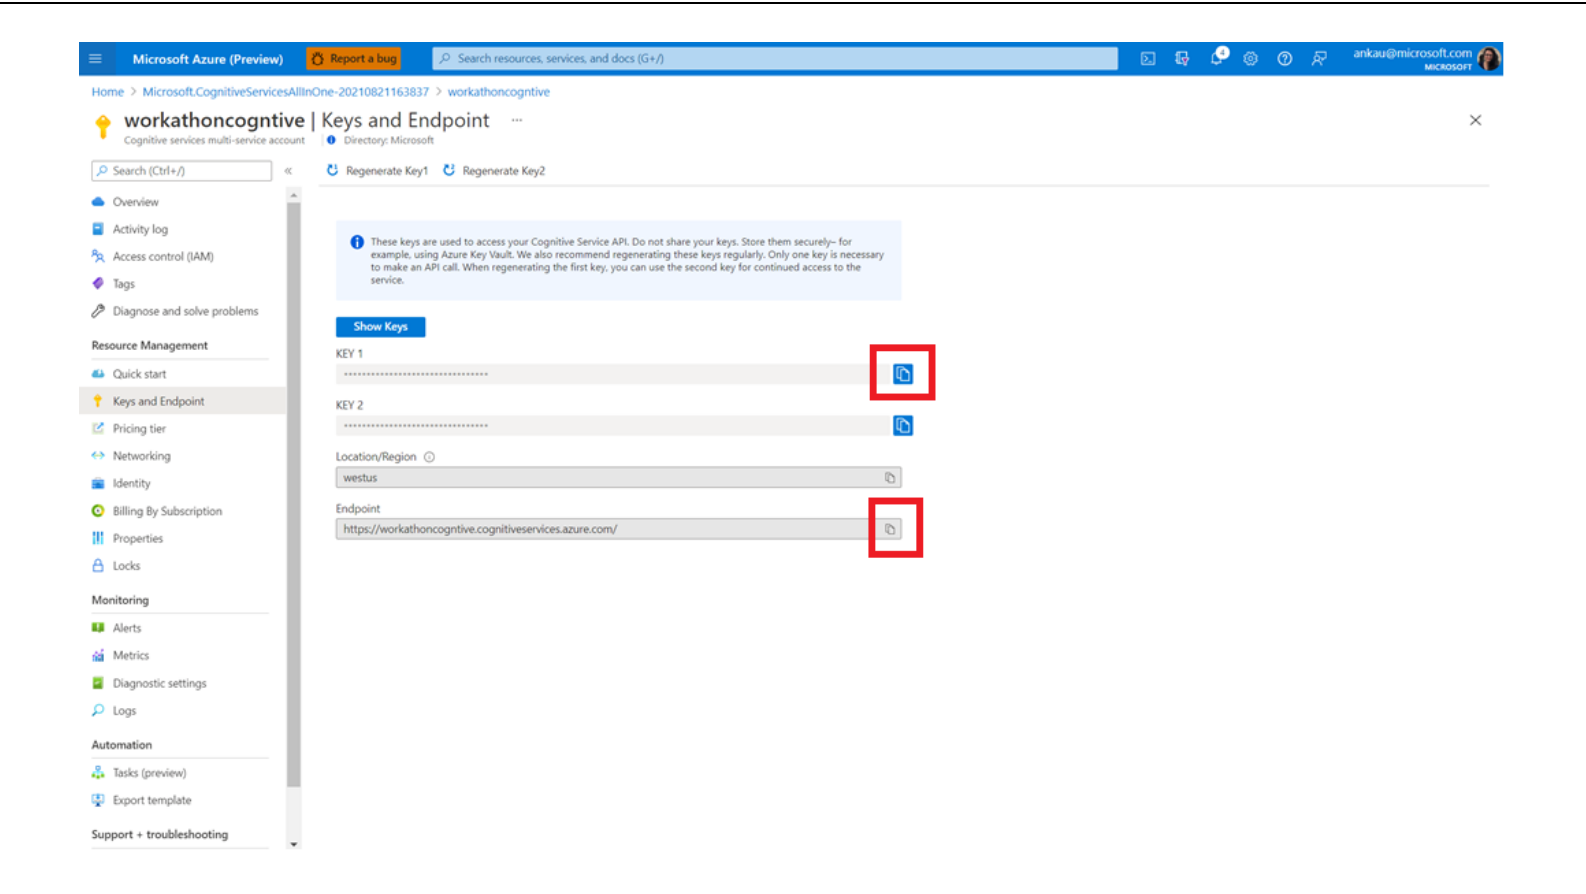 Microsoft Azure (Preview)
Report a bug
Search resources, services, and docs (G+/)
4
ankau@microsoft.com
MICROSOFT
Home > Microsoft.CognitiveServicesAllInOne-20210821163837 > workathoncogntive
workathoncogntive | Keys and Endpoint ...
Cognitive services multi-service account
Directory: Microsoft
Search (Ctrl+/)
«
Regenerate Key1
Regenerate Key2
Overview
Activity log
Access control (IAM)
Tags
Diagnose and solve problems
Resource Management
Quick start
Keys and Endpoint
Pricing tier
Networking
Identity
Billing By Subscription
Properties
Locks
Monitoring
Alerts
Metrics
Diagnostic settings
Logs
Automation
Tasks (preview)
Export template
Support + troubleshooting
These keys are used to access your Cognitive Service API. Do not share your keys. Store them securely– for
example, using Azure Key Vault. We also recommend regenerating these keys regularly. Only one key is necessary
to make an API call. When regenerating the first key, you can use the second key for continued access to the
service.
Show Keys
KEY 1
KEY 2
Location/Region
westus
Endpoint
https://workathoncogntive.cognitiveservices.azure.com/